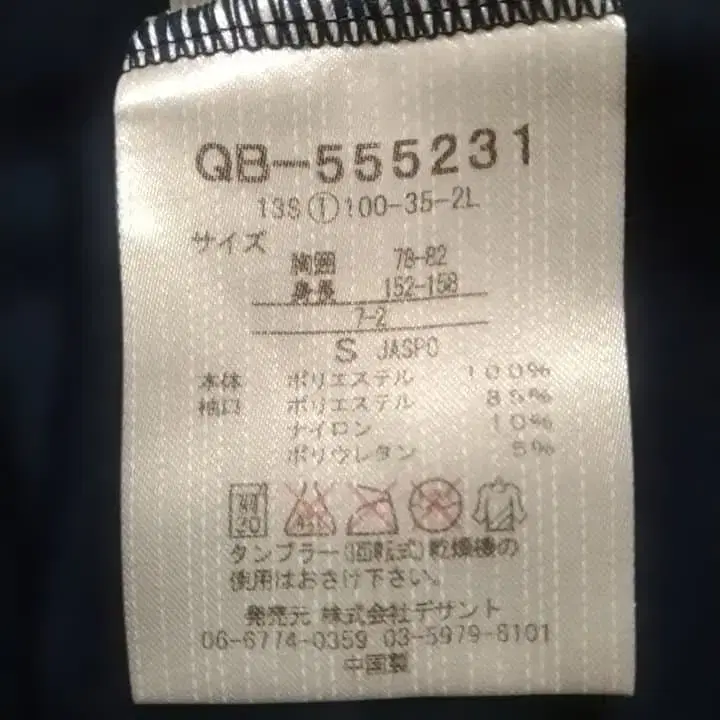 QB-555231
13S①100-35-2L
サイズ
胸囲 78-82
身長 152-158
7-2
S JASPO
本体 ポリエステル 100%
袖口 ポリエステル 85%
ナイロン 10%
ポリウレタン 5%
タンブラー(回転式)乾燥機の
使用はおさけ下さい。
発売元 株式会社デサント
06-6774-0359 03-5979-8101
中国製